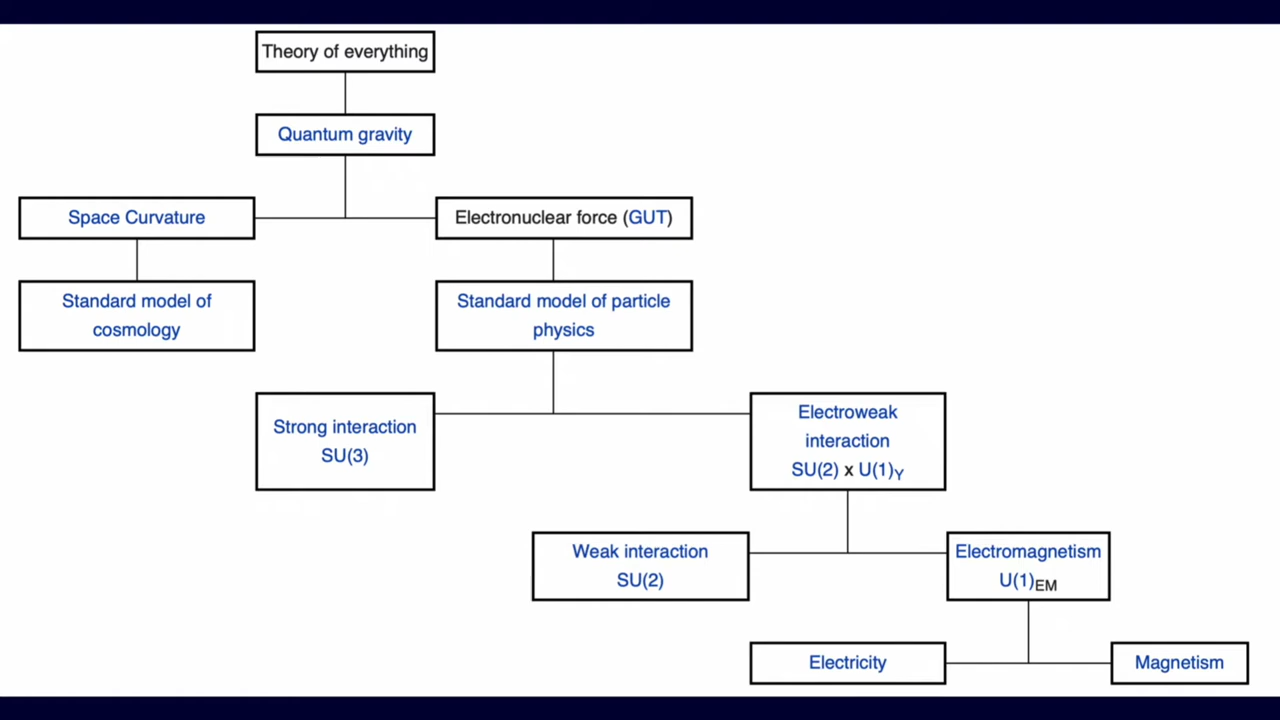 Theory of everything
Quantum gravity
Space Curvature
Electronuclear force (GUT)
Standard model of
cosmology
Standard model of particle
physics
Strong interaction
SU(3)
Electroweak
interaction
SU(2) x U(1)Y
Weak interaction
SU(2)
Electromagnetism
U(1)EM
Electricity
Magnetism